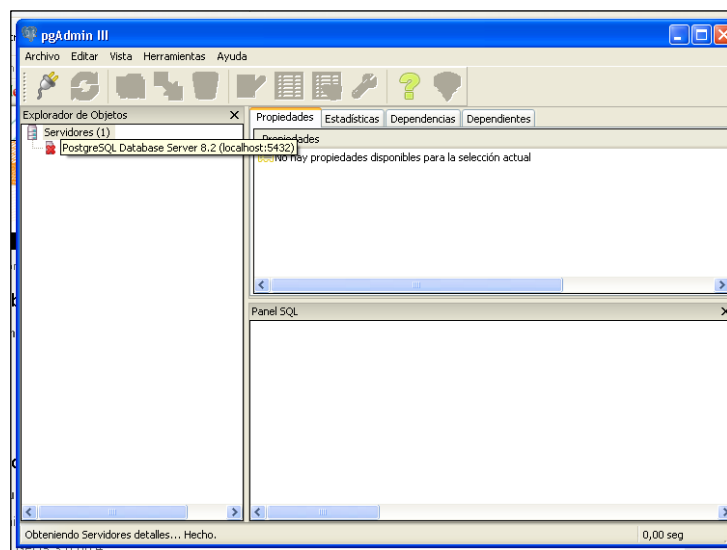 pgAdmin III
Archivo Editar Vista Herramientas Ayuda
Explorador de Objetos
Servidores (1)
PostgreSQL Database Server 8.2 (localhost:5432)
Propiedades Estadísticas Dependencias Dependientes
Propiedades
No hay propiedades disponibles para la selección actual
Panel SQL
Obteniendo Servidores detalles... Hecho.
0,00 seg